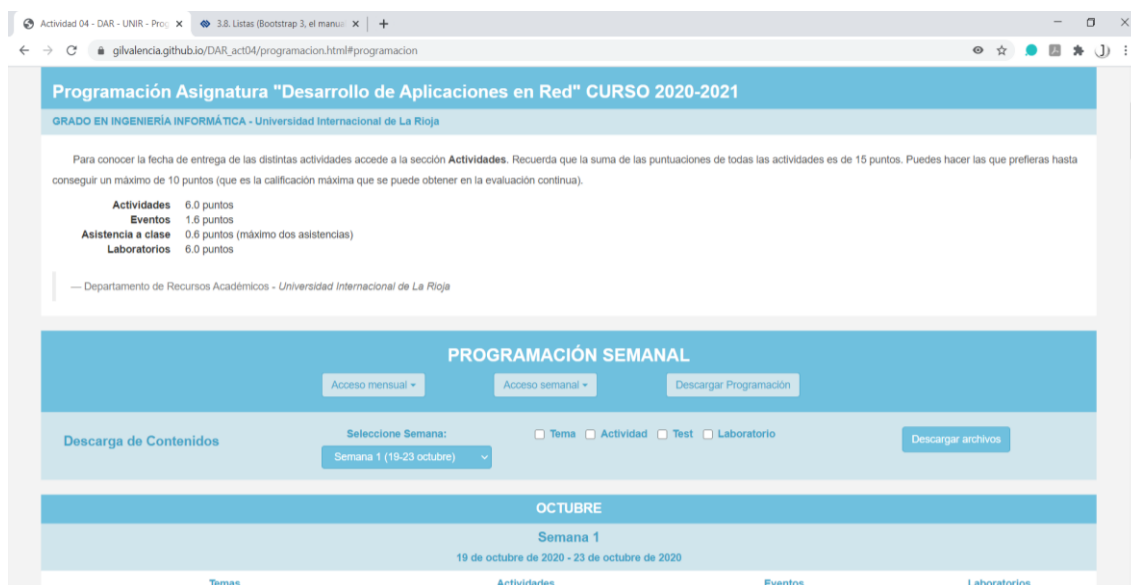 Actividad 04 - DAR - UNIR - Prog
3.8. Listas (Bootstrap 3, el manual
gilvalencia.github.io/DAR_act04/programacion.html#programacion
Programación Asignatura "Desarrollo de Aplicaciones en Red" CURSO 2020-2021
GRADO EN INGENIERÌA INFORMÁTICA - Universidad Internacional de La Rioja
Para conocer la fecha de entrega de las distintas actividades accede a la sección Actividades. Recuerda que la suma de las puntuaciones de todas las actividades es de 15 puntos. Puedes hacer las que prefieras hasta
conseguir un máximo de 10 puntos (que es la calificación máxima que se puede obtener en la evaluación continua).
Actividades 6.0 puntos
Eventos 1.6 puntos
Asistencia a clase 0.6 puntos (máximo dos asistencias)
Laboratorios 6.0 puntos
— Departamento de Recursos Académicos - Universidad Internacional de La Rioja
PROGRAMACIÓN SEMANAL
Acceso mensual Acceso semanal Descargar Programación
Descarga de Contenidos
Seleccione Semana:
Semana 1 (19-23 octubre)
Tema Actividad Test Laboratorio
Descargar archivos
OCTUBRE
Semana 1
19 de octubre de 2020 - 23 de octubre de 2020
Temas Actividades Eventos Laboratorios